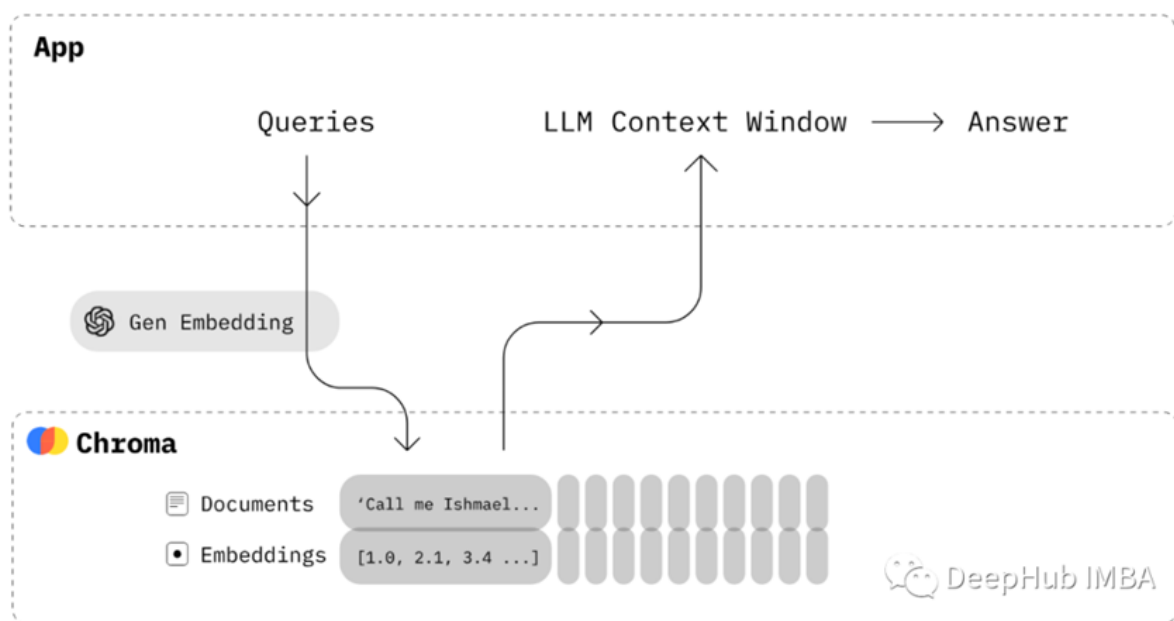 App
Queries
LLM Context Window
Answer
Gen Embedding
Chroma
Documents
‘Call me Ishmael...
Embeddings
[1.0, 2.1, 3.4 ...]
DeepHub IMBA